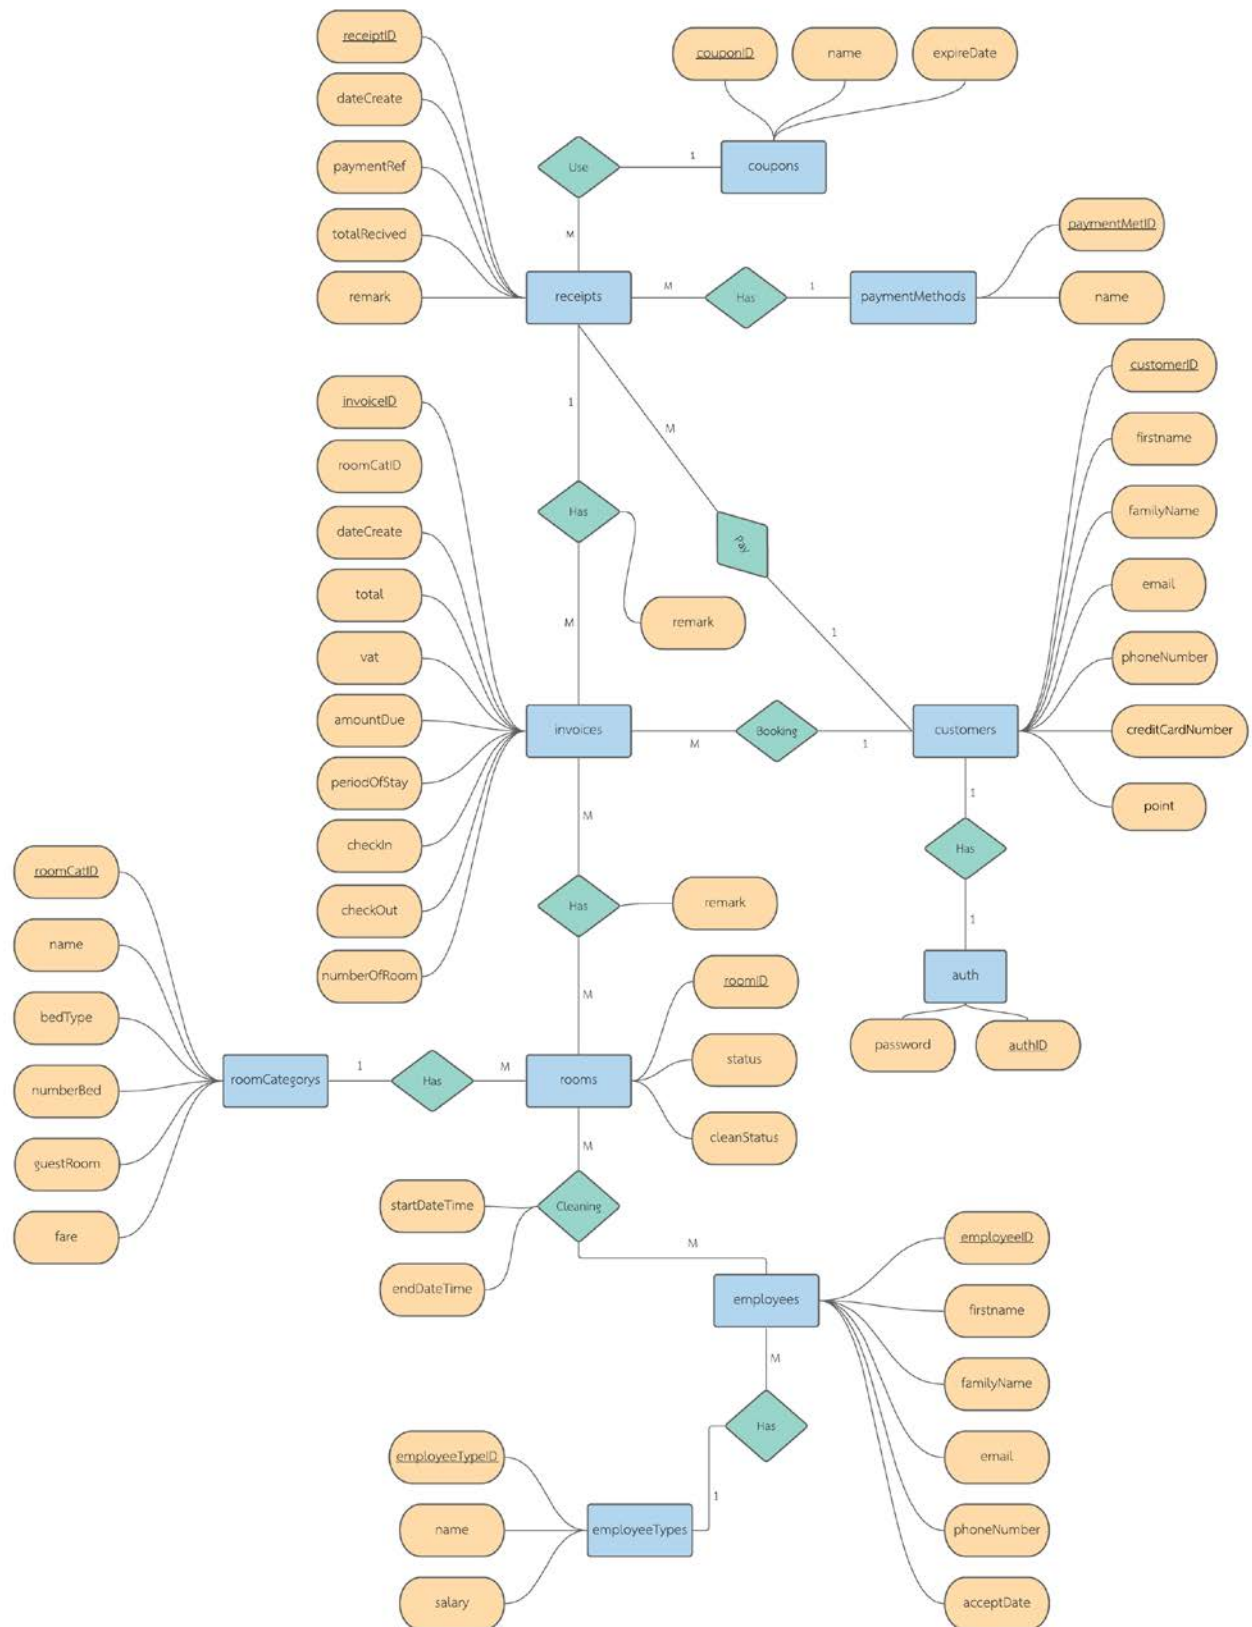 receiptID
couponID
name
expireDate
dateCreate
paymentRef
Use
1
coupons
totalRecived
M
paymentMetID
remark
receipts
M
Has
1
paymentMethods
name
customerID
invoiceID
1
M
firstname
roomCatID
dateCreate
Has
Pay
familyName
total
email
remark
M
1
vat
phoneNumber
amountDue
invoices
M
Booking
1
customers
creditCardNumber
periodOfStay
1
point
M
checkIn
Has
roomCatID
checkOut
Has
remark
1
name
numberOfRoom
auth
roomID
M
bedType
password
authID
status
roomCategorys
1
Has
M
rooms
numberBed
cleanStatus
M
guestRoom
startDateTime
Cleaning
fare
M
employeeID
endDateTime
employees
firstname
M
familyName
Has
employeeTypeID
email
1
name
employeeTypes
phoneNumber
salary
acceptDate